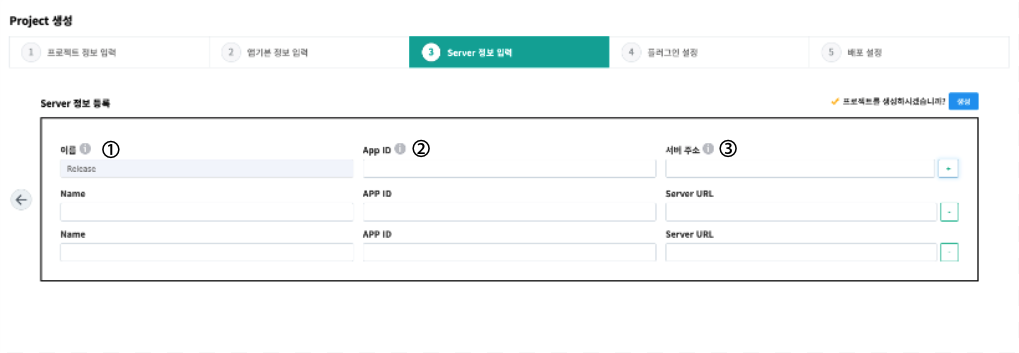 Project 생성
1 프로젝트 정보 입력 2 앱기본 정보 입력 3 Server 정보 입력 4 플러그인 설정 5 배포 설정
Server 정보 등록 프로젝트를 생성하시겠습니까? 생성
이름 ① App ID ② 서버 주소 ③
Release +
Name APP ID Server URL
-
Name APP ID Server URL
-